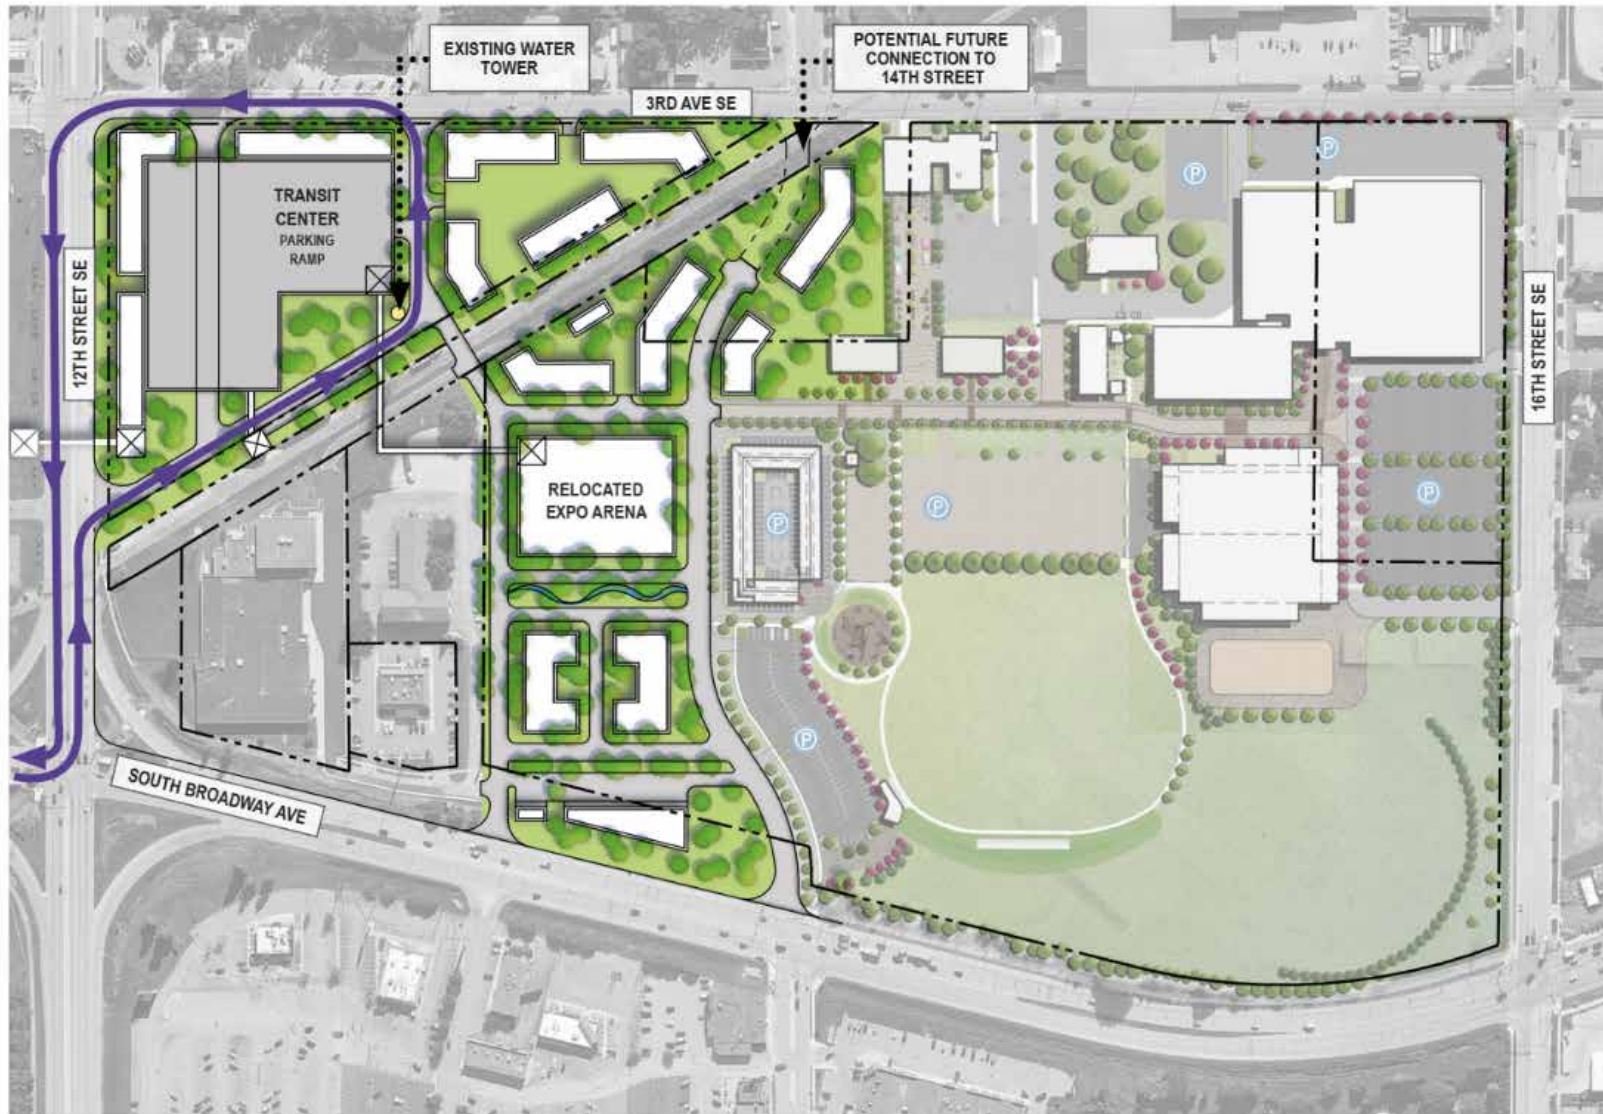 EXISTING WATER
TOWER
POTENTIAL FUTURE
CONNECTION TO
14TH STREET
3RD AVE SE
TRANSIT
CENTER
PARKING
RAMP
12TH STREET SE
16TH STREET SE
RELOCATED
EXPO ARENA
SOUTH BROADWAY AVE
P
P
P
P
P
P